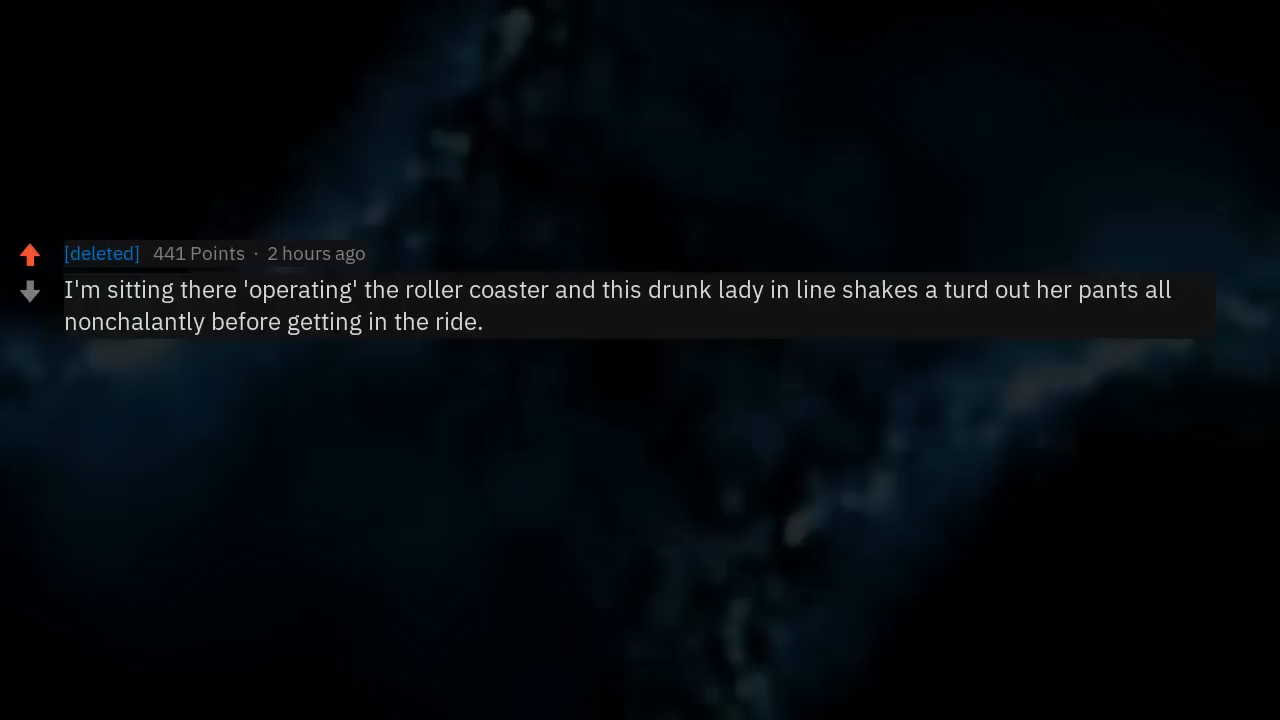 [deleted] 441 Points · 2 hours ago
I'm sitting there 'operating' the roller coaster and this drunk lady in line shakes a turd out her pants all
nonchalantly before getting in the ride.